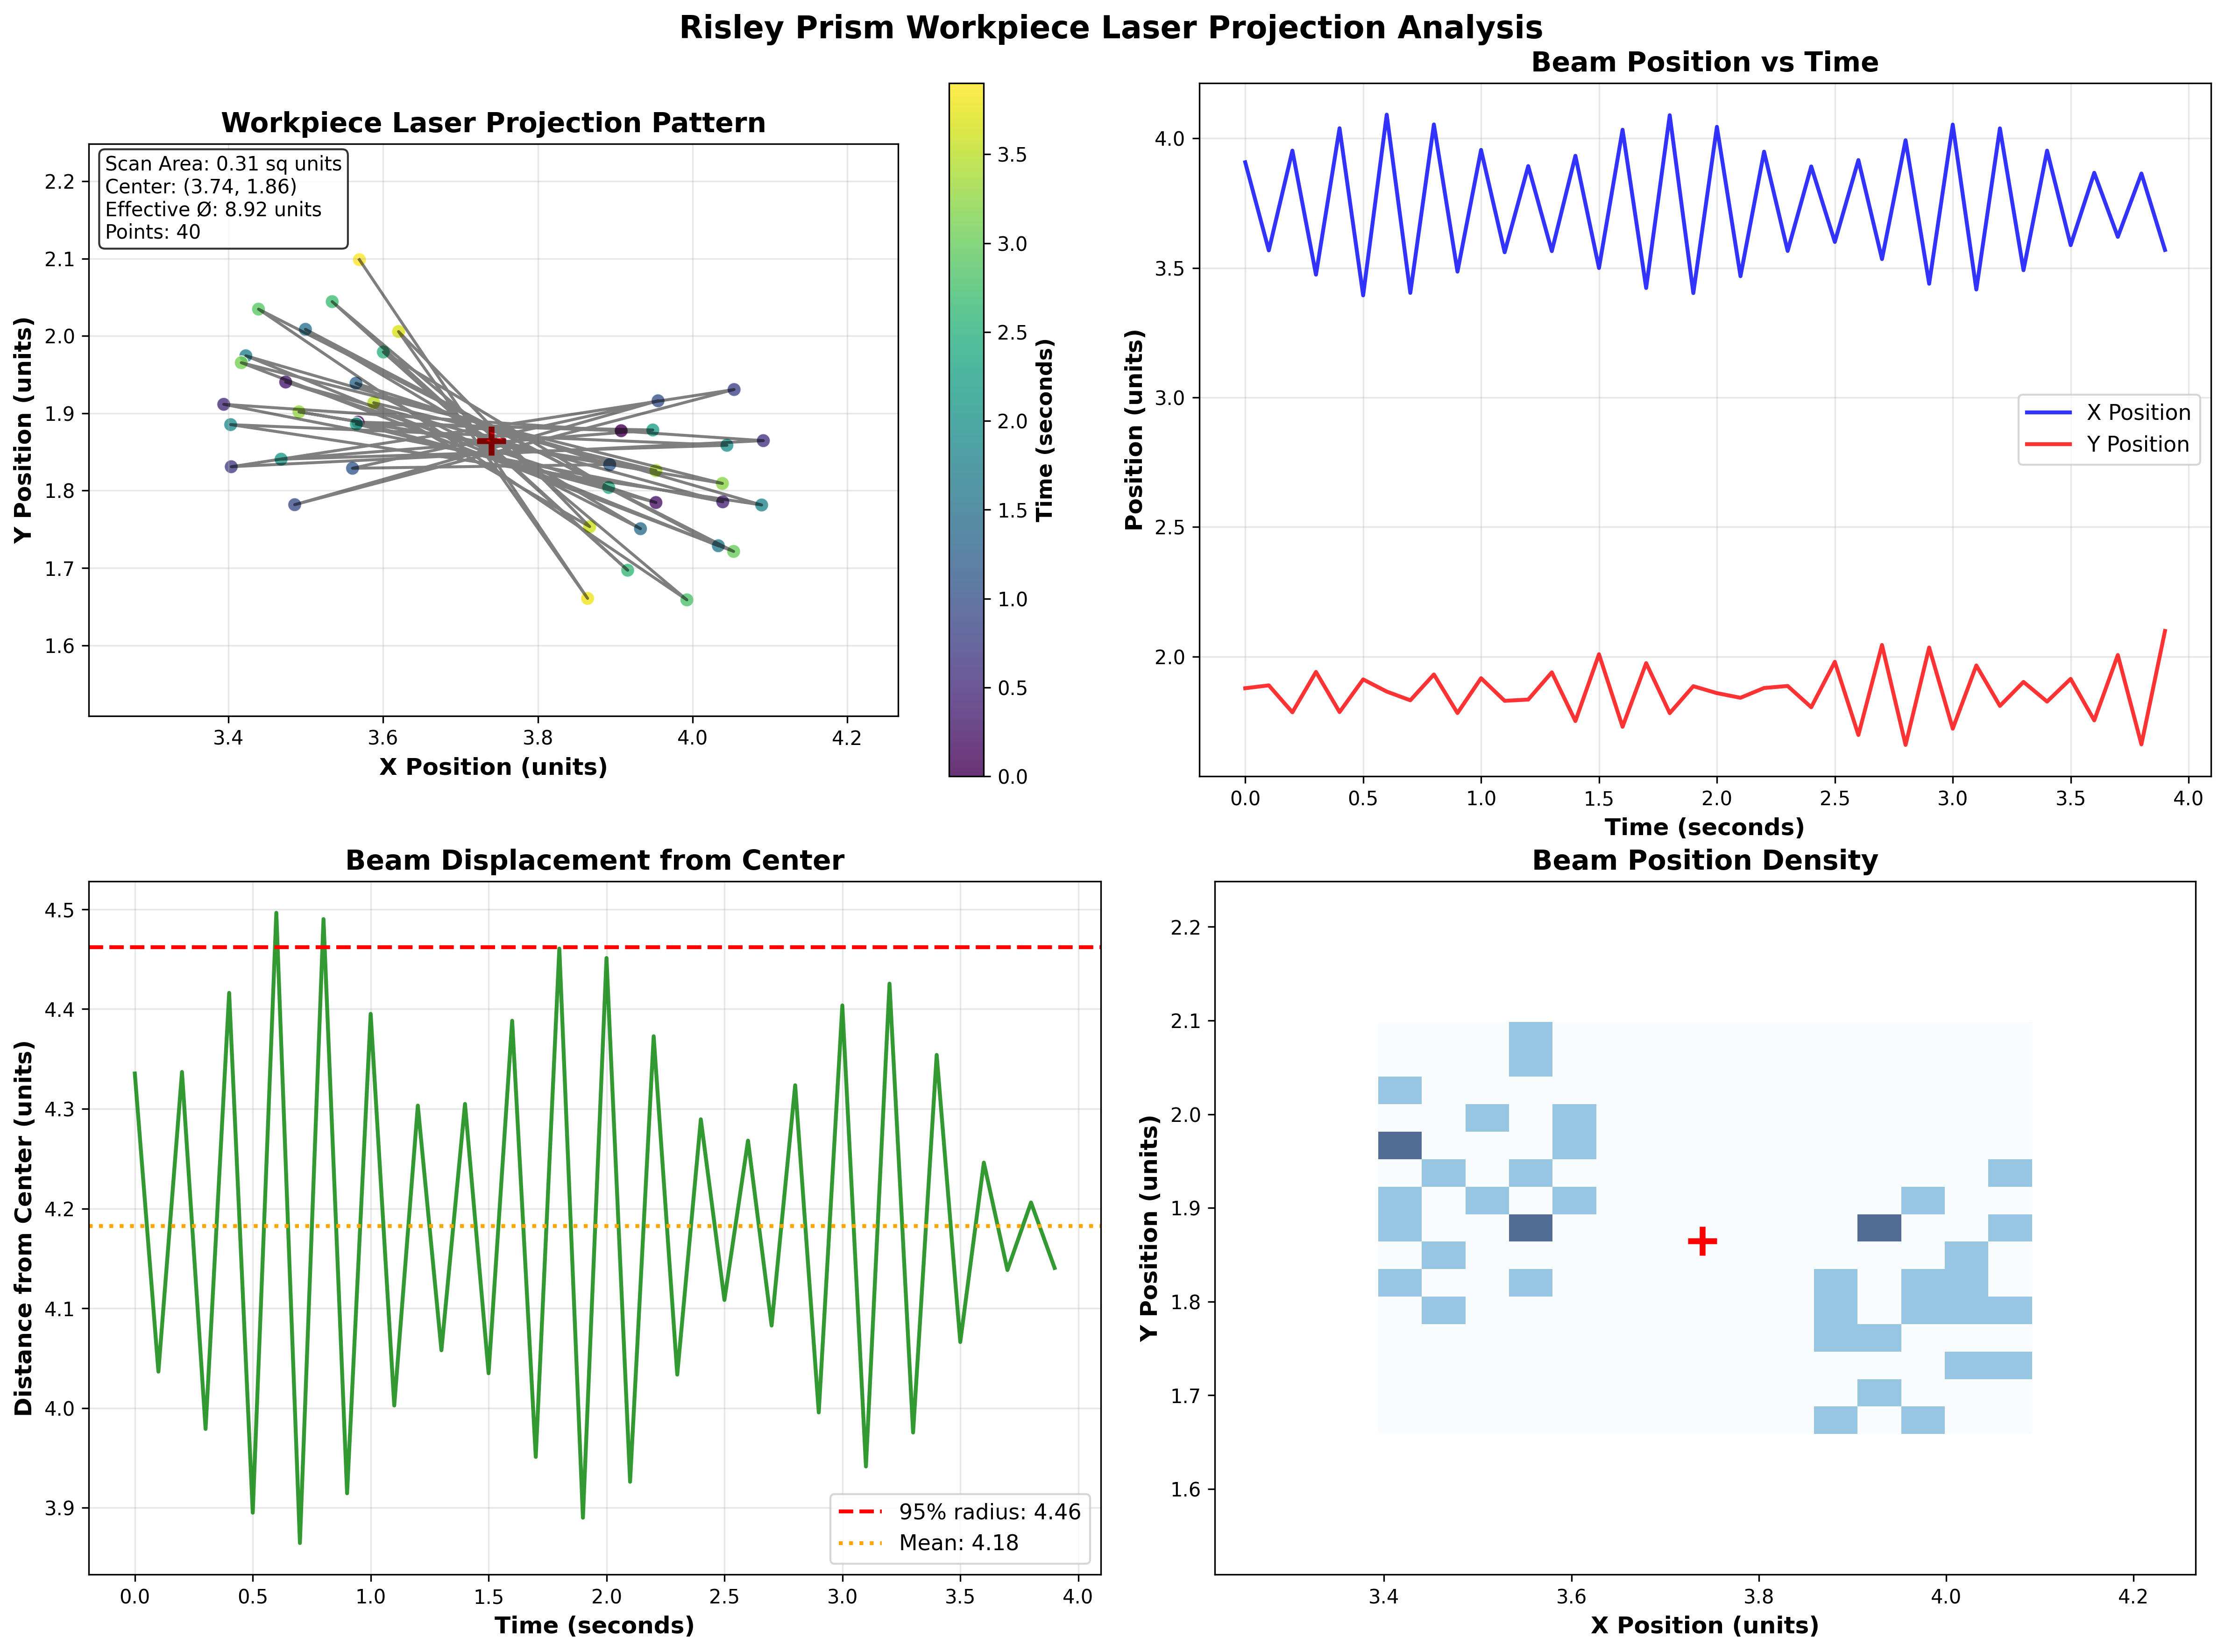 Risley Prism Workpiece Laser Projection Analysis
Workpiece Laser Projection Pattern
Scan Area: 0.31 sq units
Center: (3.74, 1.86)
Effective Ø: 8.92 units
Points: 40
Y Position (units)
2.2
2.1
2.0
1.9
1.8
1.7
1.6
3.4 3.6 3.8 4.0 4.2
X Position (units)
3.5
3.0
2.5
2.0
1.5
1.0
0.5
0.0
Time (seconds)
Beam Position vs Time
Position (units)
4.0
3.5
3.0
2.5
2.0
X Position
Y Position
0.0 0.5 1.0 1.5 2.0 2.5 3.0 3.5 4.0
Time (seconds)
Beam Displacement from Center
Distance from Center (units)
4.5
4.4
4.3
4.2
4.1
4.0
3.9
95% radius: 4.46
Mean: 4.18
0.0 0.5 1.0 1.5 2.0 2.5 3.0 3.5 4.0
Time (seconds)
Beam Position Density
Y Position (units)
2.2
2.1
2.0
1.9
1.8
1.7
1.6
3.4 3.6 3.8 4.0 4.2
X Position (units)